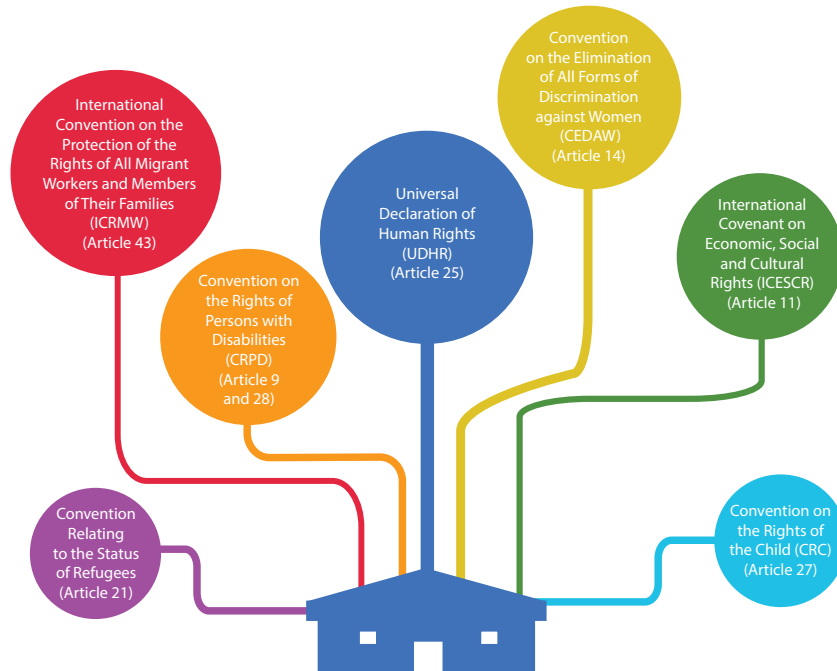 International
Convention on the
Protection of the
Rights of All Migrant
Workers and Members
of Their Families
(ICRMW)
(Article 43)
Convention on
the Rights of
Persons with
Disabilities
(CRPD)
(Article 9
and 28)
Universal
Declaration of
Human Rights
(UDHR)
(Article 25)
Convention
on the Elimination
of All Forms of
Discrimination
against Women
(CEDAW)
(Article 14)
International
Covenant on
Economic, Social
and Cultural
Rights (ICESCR)
(Article 11)
Convention
Relating
to the Status
of Refugees
(Article 21)
Convention on
the Rights of
the Child (CRC)
(Article 27)